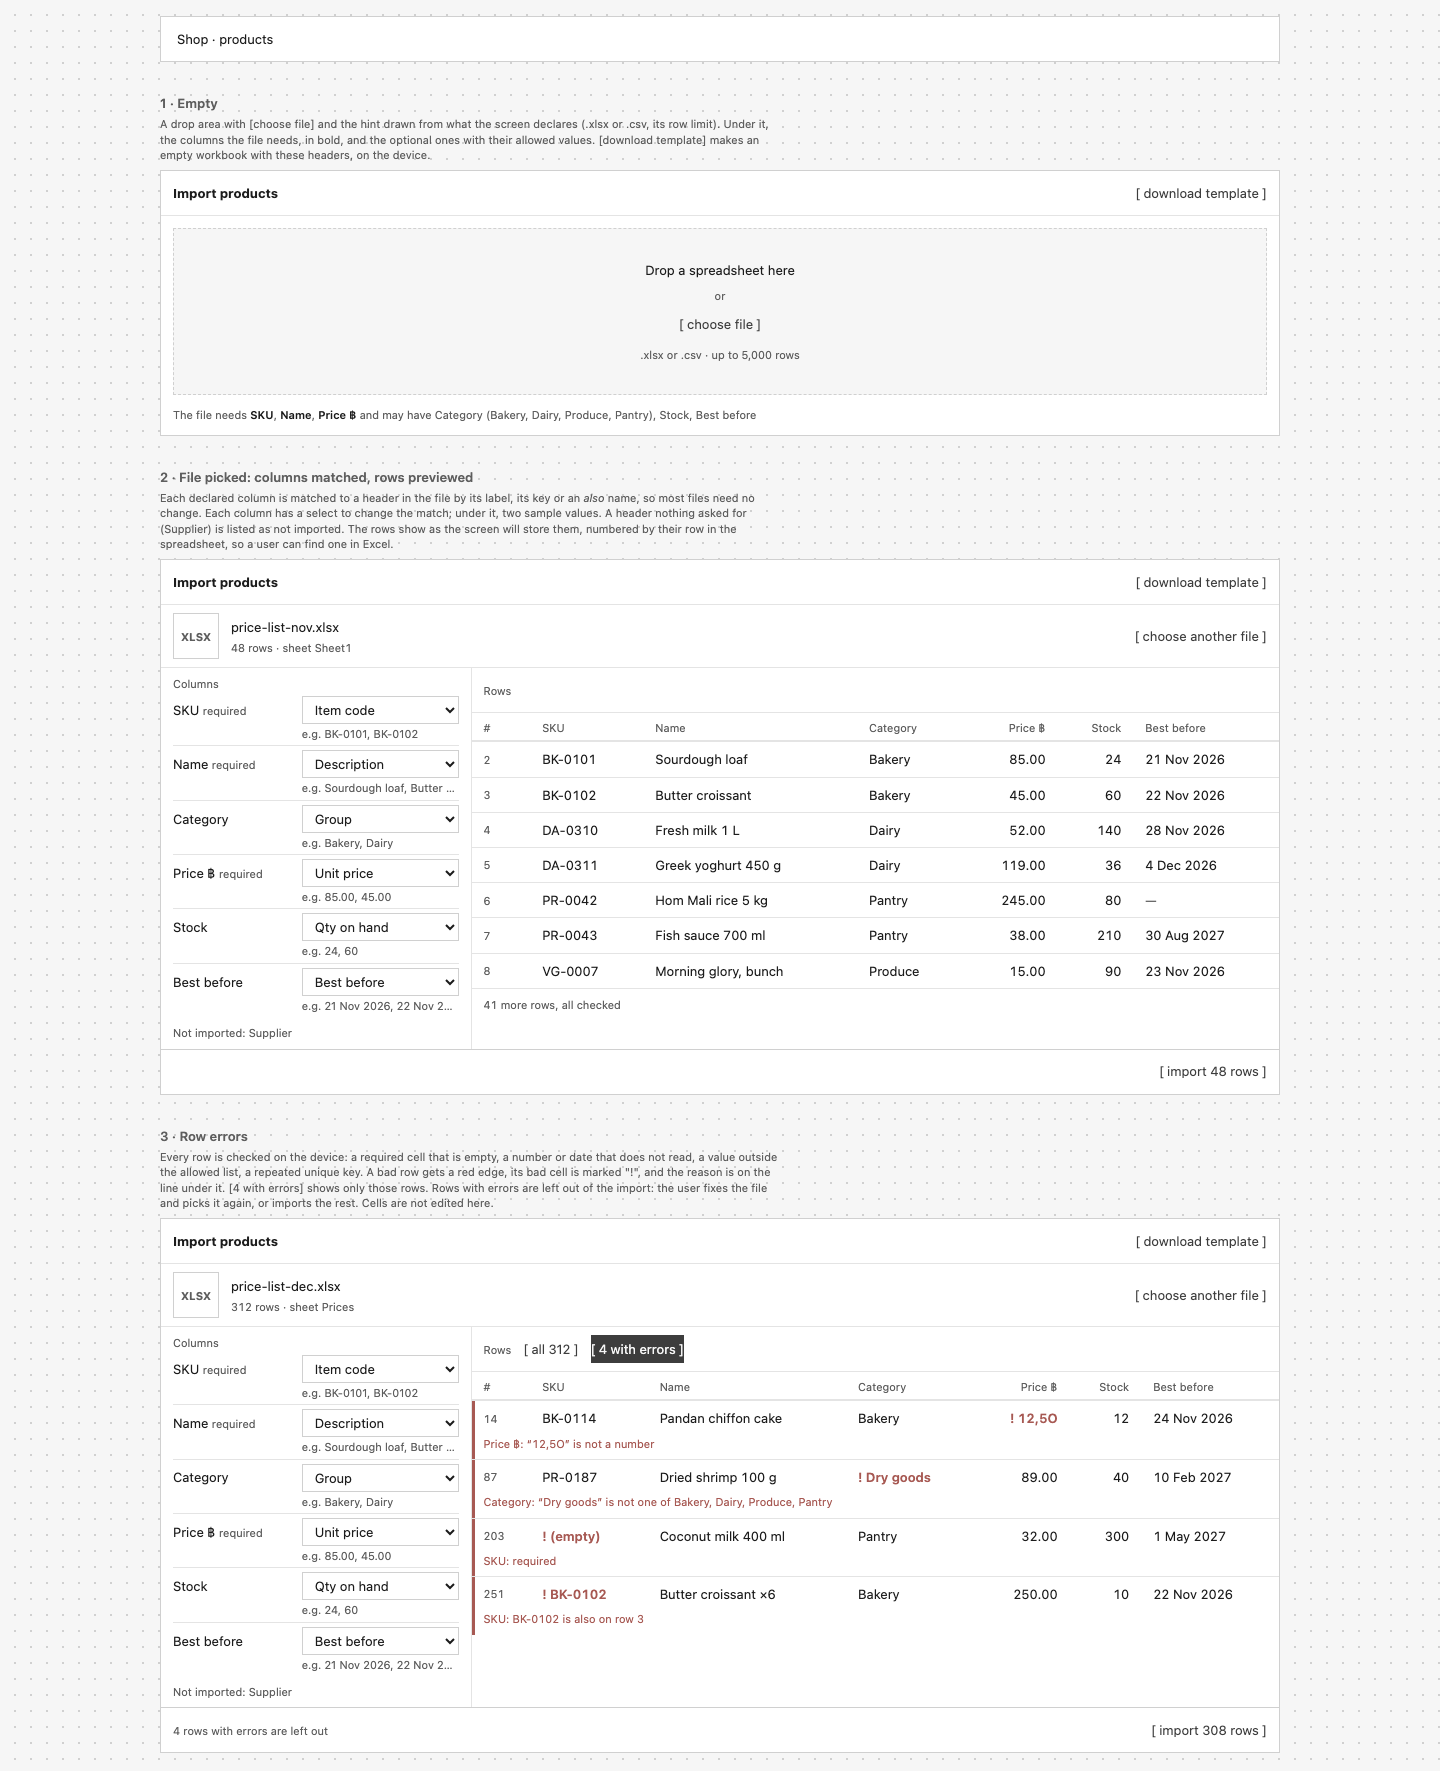 Shop · products
1 · Empty
A drop area with [choose file] and the hint drawn from what the screen declares (.xlsx or .csv, its row limit). Under it,
the columns the file needs, in bold, and the optional ones with their allowed values. [download template] makes an
empty workbook with these headers, on the device.
Import products [ download template ]
Drop a spreadsheet here
or
[ choose file ]
.xlsx or .csv · up to 5,000 rows
The file needs SKU, Name, Price ฿ and may have Category (Bakery, Dairy, Produce, Pantry), Stock, Best before
2 · File picked: columns matched, rows previewed
Each declared column is matched to a header in the file by its label, its key or an also name, so most files need no
change. Each column has a select to change the match; under it, two sample values. A header nothing asked for
(Supplier) is listed as not imported. The rows show as the screen will store them, numbered by their row in the
spreadsheet, so a user can find one in Excel.
Import products [ download template ]
XLSX
price-list-nov.xlsx
48 rows · sheet Sheet1
[ choose another file ]
Columns
SKU required Item code
e.g. BK-0101, BK-0102
Name required Description
e.g. Sourdough loaf, Butter ...
Category Group
e.g. Bakery, Dairy
Price ฿ required Unit price
e.g. 85.00, 45.00
Stock Qty on hand
e.g. 24, 60
Best before Best before
e.g. 21 Nov 2026, 22 Nov 2...
Not imported: Supplier
Rows
# SKU Name Category Price ฿ Stock Best before
2 BK-0101 Sourdough loaf Bakery 85.00 24 21 Nov 2026
3 BK-0102 Butter croissant Bakery 45.00 60 22 Nov 2026
4 DA-0310 Fresh milk 1 L Dairy 52.00 140 28 Nov 2026
5 DA-0311 Greek yoghurt 450 g Dairy 119.00 36 4 Dec 2026
6 PR-0042 Hom Mali rice 5 kg Pantry 245.00 80 —
7 PR-0043 Fish sauce 700 ml Pantry 38.00 210 30 Aug 2027
8 VG-0007 Morning glory, bunch Produce 15.00 90 23 Nov 2026
41 more rows, all checked
[ import 48 rows ]
3 · Row errors
Every row is checked on the device: a required cell that is empty, a number or date that does not read, a value outside
the allowed list, a repeated unique key. A bad row gets a red edge, its bad cell is marked "!", and the reason is on the
line under it. [4 with errors] shows only those rows. Rows with errors are left out of the import: the user fixes the file
and picks it again, or imports the rest. Cells are not edited here.
Import products [ download template ]
XLSX
price-list-dec.xlsx
312 rows · sheet Prices
[ choose another file ]
Columns
SKU required Item code
e.g. BK-0101, BK-0102
Name required Description
e.g. Sourdough loaf, Butter ...
Category Group
e.g. Bakery, Dairy
Price ฿ required Unit price
e.g. 85.00, 45.00
Stock Qty on hand
e.g. 24, 60
Best before Best before
e.g. 21 Nov 2026, 22 Nov 2...
Not imported: Supplier
Rows [ all 312 ] [ 4 with errors ]
# SKU Name Category Price ฿ Stock Best before
14 BK-0114 Pandan chiffon cake Bakery ! 12,5O 12 24 Nov 2026
Price ฿: “12,5O” is not a number
87 PR-0187 Dried shrimp 100 g ! Dry goods 89.00 40 10 Feb 2027
Category: “Dry goods” is not one of Bakery, Dairy, Produce, Pantry
203 ! (empty) Coconut milk 400 ml Pantry 32.00 300 1 May 2027
SKU: required
251 ! BK-0102 Butter croissant ×6 Bakery 250.00 10 22 Nov 2026
SKU: BK-0102 is also on row 3
4 rows with errors are left out [ import 308 rows ]